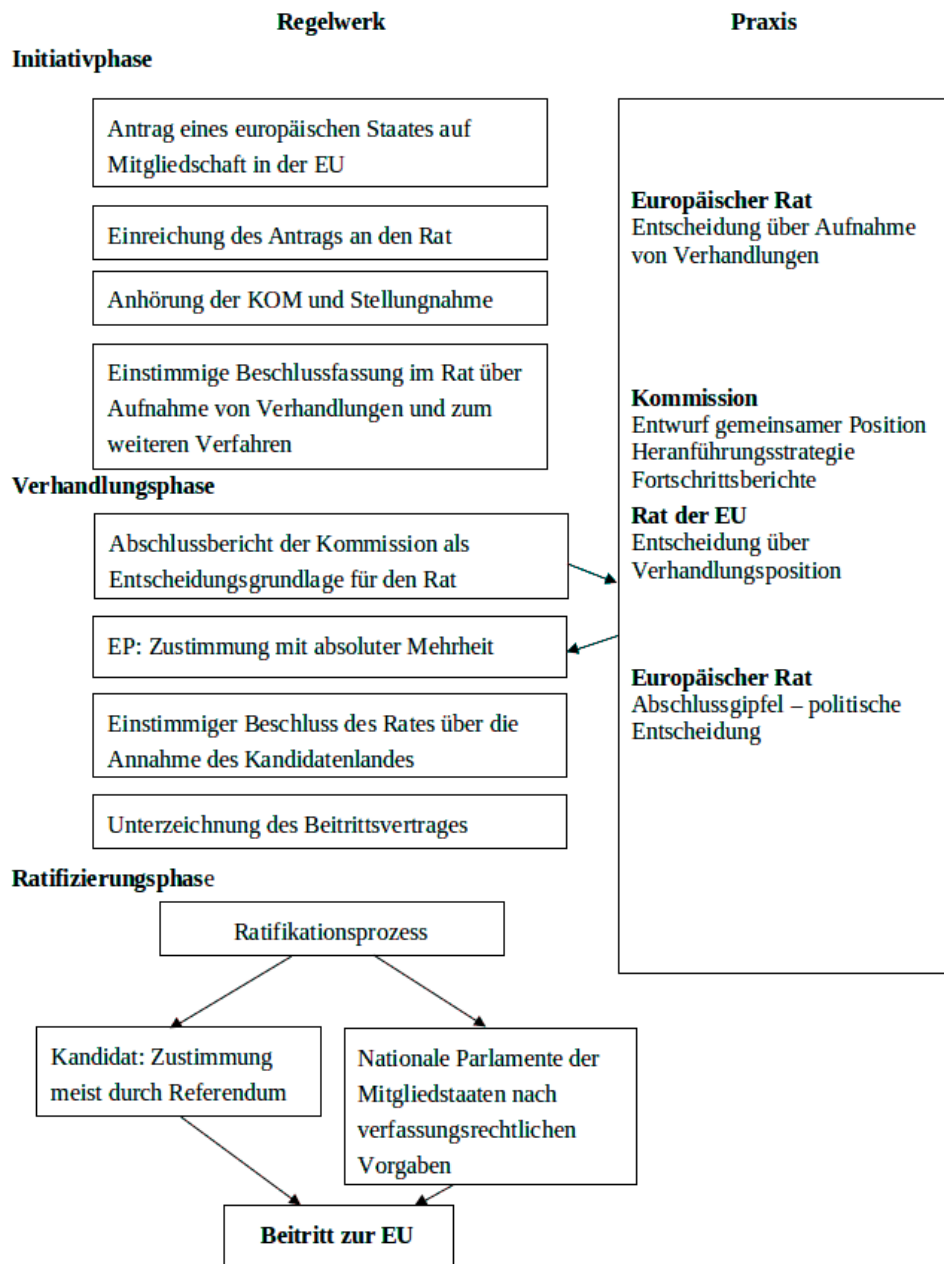 Regelwerk
Praxis
Initiativphase
Antrag eines europäischen Staates auf
Mitgliedschaft in der EU
Einreichung des Antrags an den Rat
Anhörung der KOM und Stellungnahme
Einstimmige Beschlussfassung im Rat über
Aufnahme von Verhandlungen und zum
weiteren Verfahren
Verhandlungsphase
Abschlussbericht der Kommission als
Entscheidungsgrundlage für den Rat
EP: Zustimmung mit absoluter Mehrheit
Einstimmiger Beschluss des Rates über die
Annahme des Kandidatenlandes
Unterzeichnung des Beitrittsvertrages
Europäischer Rat
Entscheidung über Aufnahme
von Verhandlungen
Kommission
Entwurf gemeinsamer Position
Heranführungsstrategie
Fortschrittsberichte
Rat der EU
Entscheidung über
Verhandlungsposition
Europäischer Rat
Abschlussgipfel – politische
Entscheidung
Ratifizierungsphase
Ratifikationsprozess
Kandidat: Zustimmung
meist durch Referendum
Nationale Parlamente der
Mitgliedstaaten nach
verfassungsrechtlichen
Vorgaben
Beitritt zur EU